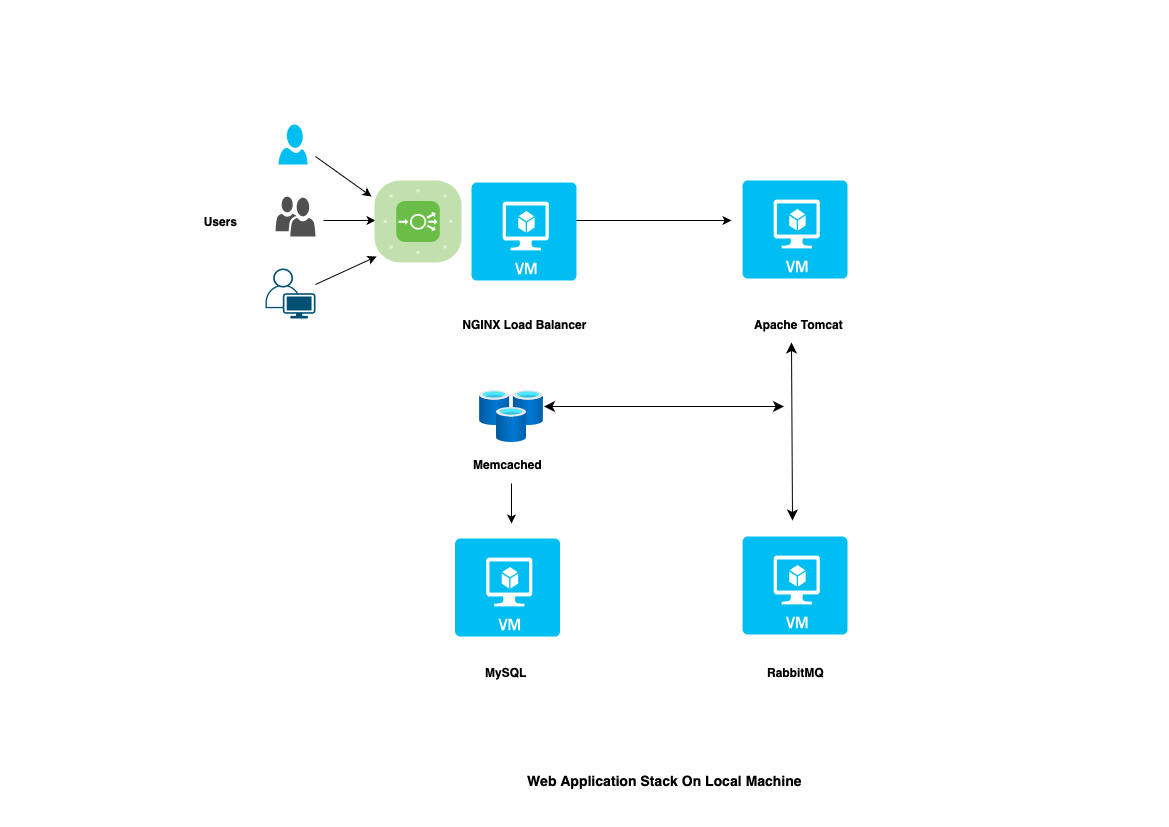 Users
VM
VM
NGINX Load Balancer
Apache Tomcat
Memcached
VM
VM
MySQL
RabbitMQ
Web Application Stack On Local Machine